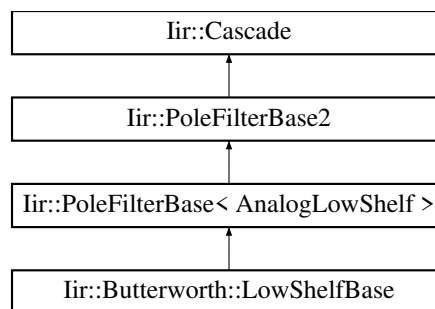 Iir::Cascade
Iir::PoleFilterBase2
Iir::PoleFilterBase< AnalogLowShelf >
Iir::Butterworth::LowShelfBase